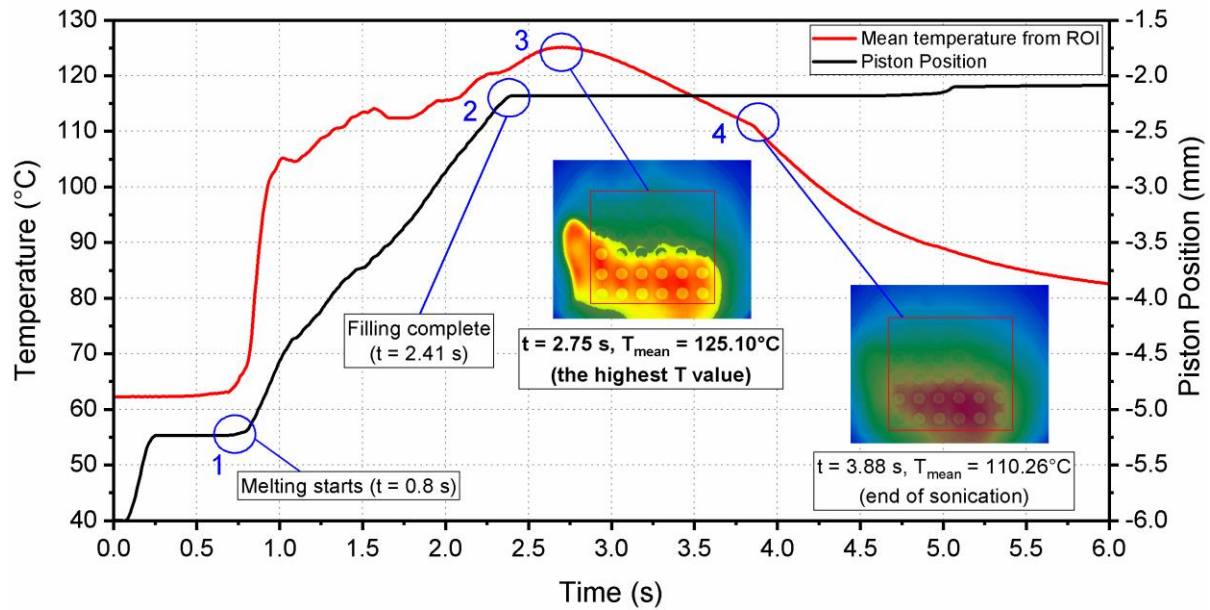 130
120
110
100
90
80
70
60
50
40
Temperature (°C)
-1.5
-2.0
-2.5
-3.0
-3.5
-4.0
-4.5
-5.0
-5.5
-6.0
Piston Position (mm)
Mean temperature from ROI
Piston Position
3
2
4
1
Filling complete
(t = 2.41 s)
t = 2.75 s, Tmean = 125.10°C
(the highest T value)
Melting starts (t = 0.8 s)
t = 3.88 s, Tmean = 110.26°C
(end of sonication)
0.0 0.5 1.0 1.5 2.0 2.5 3.0 3.5 4.0 4.5 5.0 5.5 6.0
Time (s)